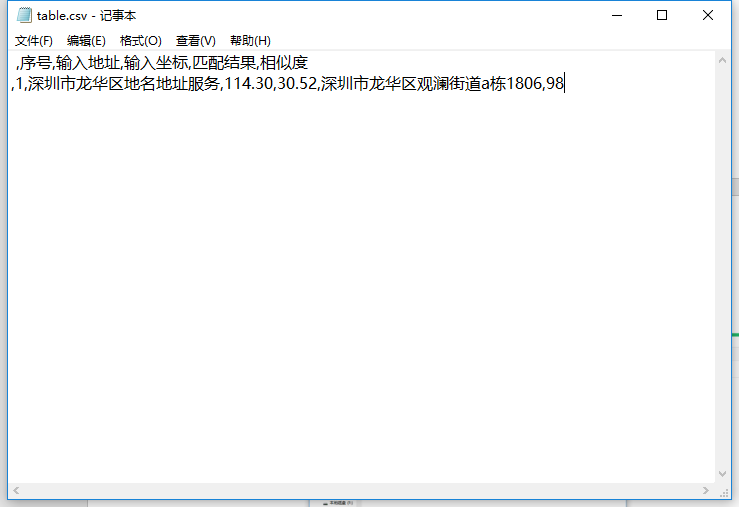 table.csv - 记事本
文件(F) 编辑(E) 格式(O) 查看(V) 帮助(H)
,序号,输入地址,输入坐标,匹配结果,相似度
,1,深圳市龙华区地名地址服务,114.30,30.52,深圳市龙华区观澜街道a栋1806,98